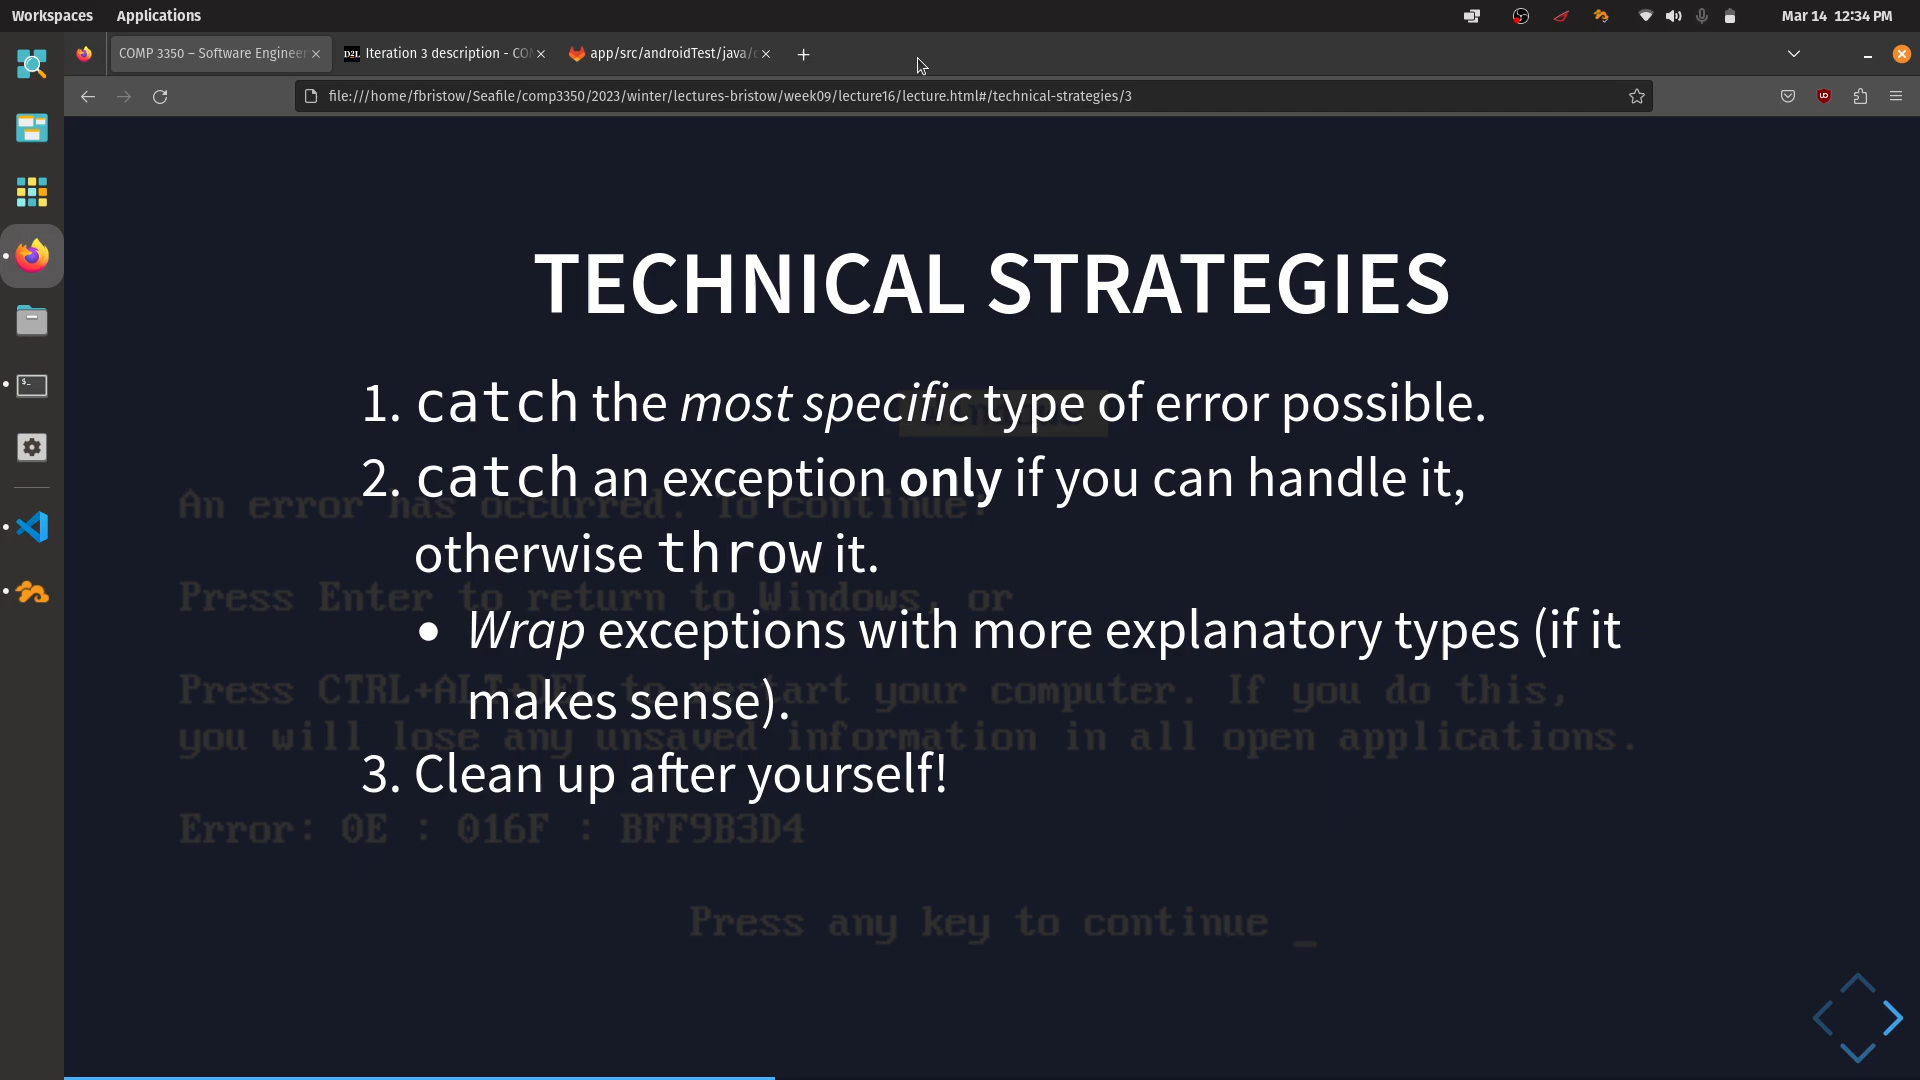 Workspaces Applications Mar 14 12:34 PM
COMP 3350 – Software Engineer Iteration 3 description - CO app/src/androidTest/java/
file:///home/fbristow/Seafile/comp3350/2023/winter/lectures-bristow/week09/lecture16/lecture.html#/technical-strategies/3
TECHNICAL STRATEGIES
1. catch the most specific type of error possible.
2. catch an exception only if you can handle it,
An error has occurred. To continue:
otherwise throw it.
Press Enter to return to Windows, or
• Wrap exceptions with more explanatory types (if it
Press CTRL+ALT+DEL to restart your computer. If you do this,
makes sense).
you will lose any unsaved information in all open applications.
3. Clean up after yourself!
Error: 0E : 016F : BFF9B3D4
Press any key to continue _